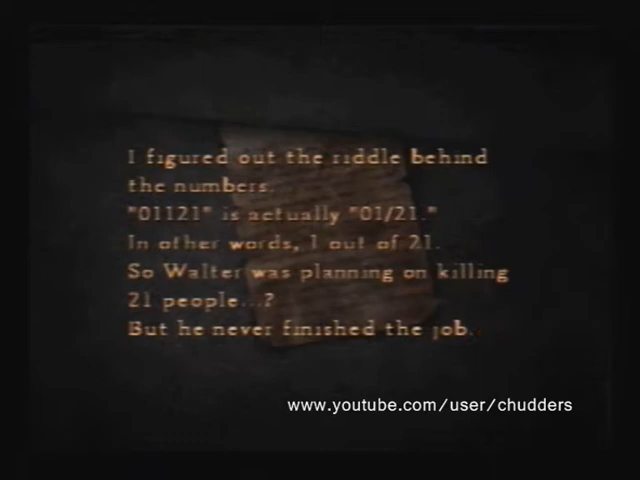 I figured out the riddle behind
the numbers.
"01121" is actually "01/21."
In other words, 1 out of 21.
So Walter was planning on killing
21 people...?
But he never finished the job.
www.youtube.com/user/chudders